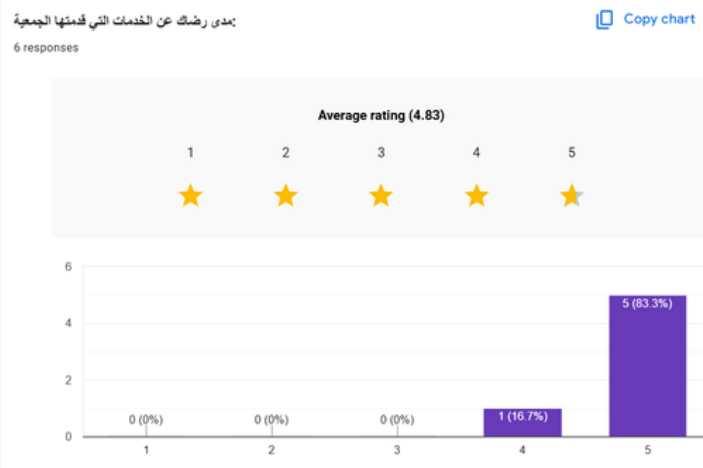 مدى رضاك عن الخدمات التي قدمتها الجمعية:
Copy chart
6 responses
Average rating (4.83)
1 2 3 4 5
6
4
2
0
0 (0%) 0 (0%) 0 (0%) 1 (16.7%) 5 (83.3%)
1 2 3 4 5